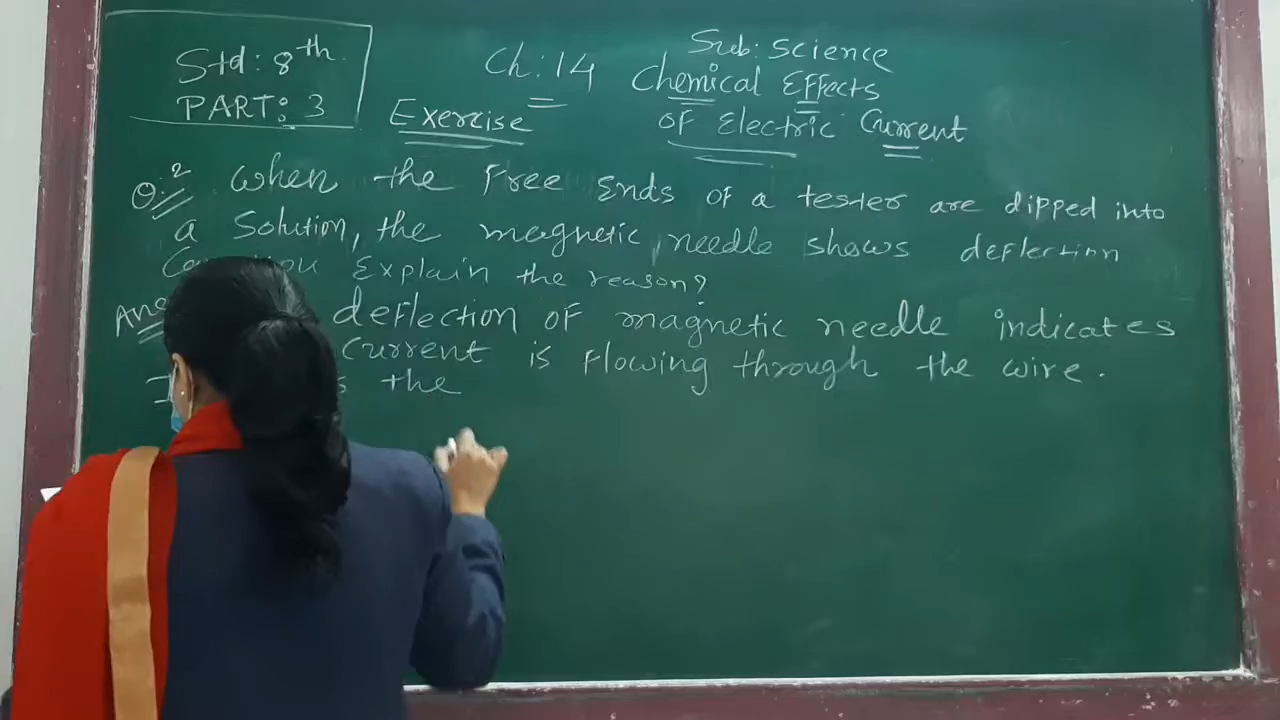 Std: 8th.
PART: 3
Ch: 14
Sub: Science
Chemical Effects
of Electric Current
Exercise
Q:2 When the Free Ends of a tester are dipped into
a Solution, the magnetic needle shows deflection
Explain the reason?
Ans deflection of magnetic needle indicates
Current is flowing through the wire.
the